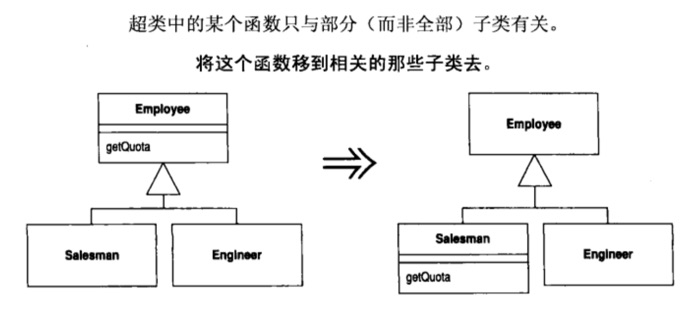 超类中的某个函数只与部分（而非全部）子类有关。
将这个函数移到相关的那些子类去。
Employee
getQuota
Salesman
Engineer
Employee
Salesman
getQuota
Engineer